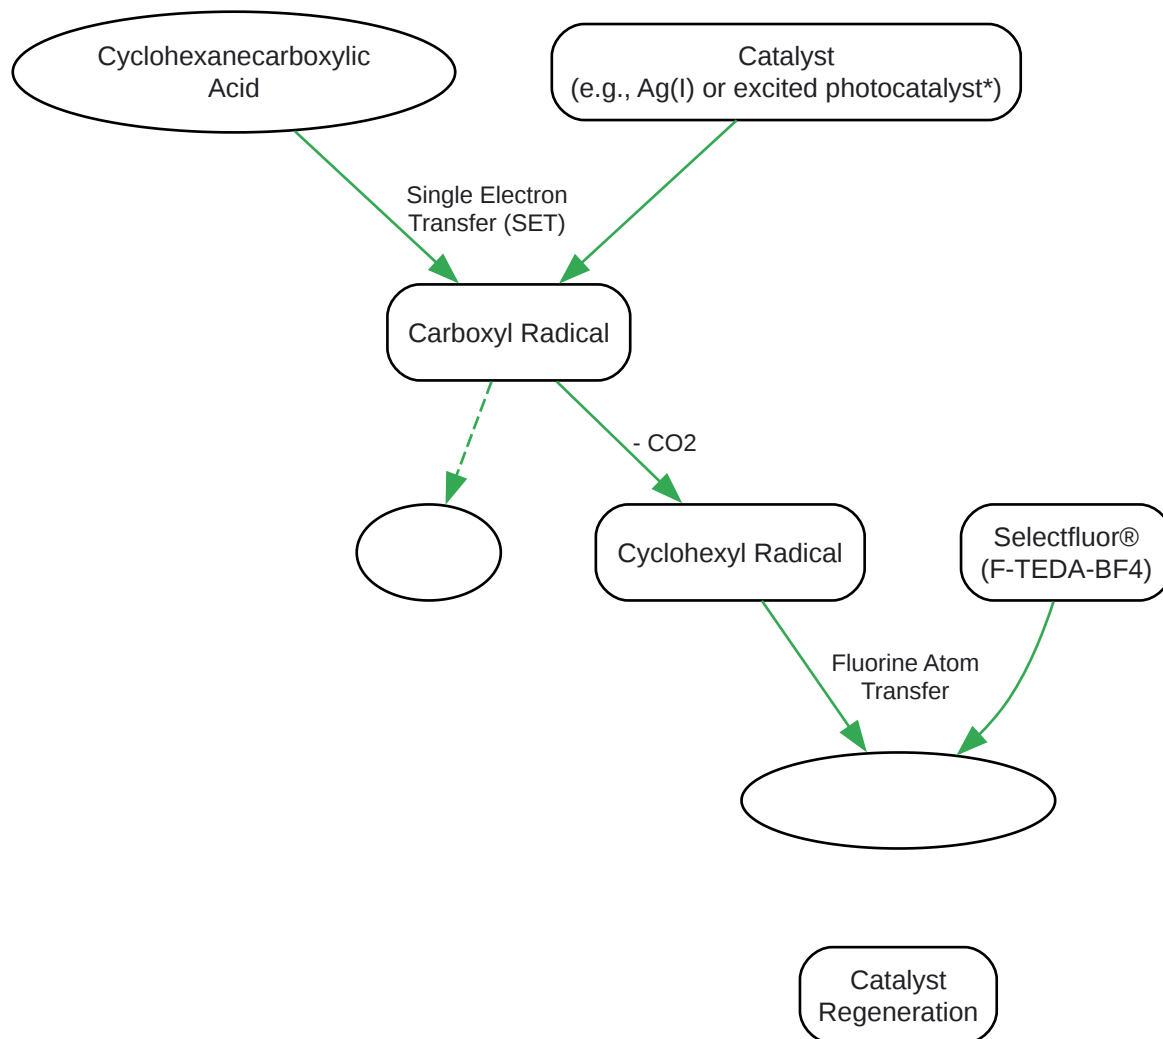 Cyclohexanecarboxylic
Acid
Catalyst
(e.g., Ag(I) or excited photocatalyst*)
Single Electron
Transfer (SET)
Carboxyl Radical
- CO2
Cyclohexyl Radical
Selectfluor®
(F-TEDA-BF4)
Fluorine Atom
Transfer
Catalyst
Regeneration